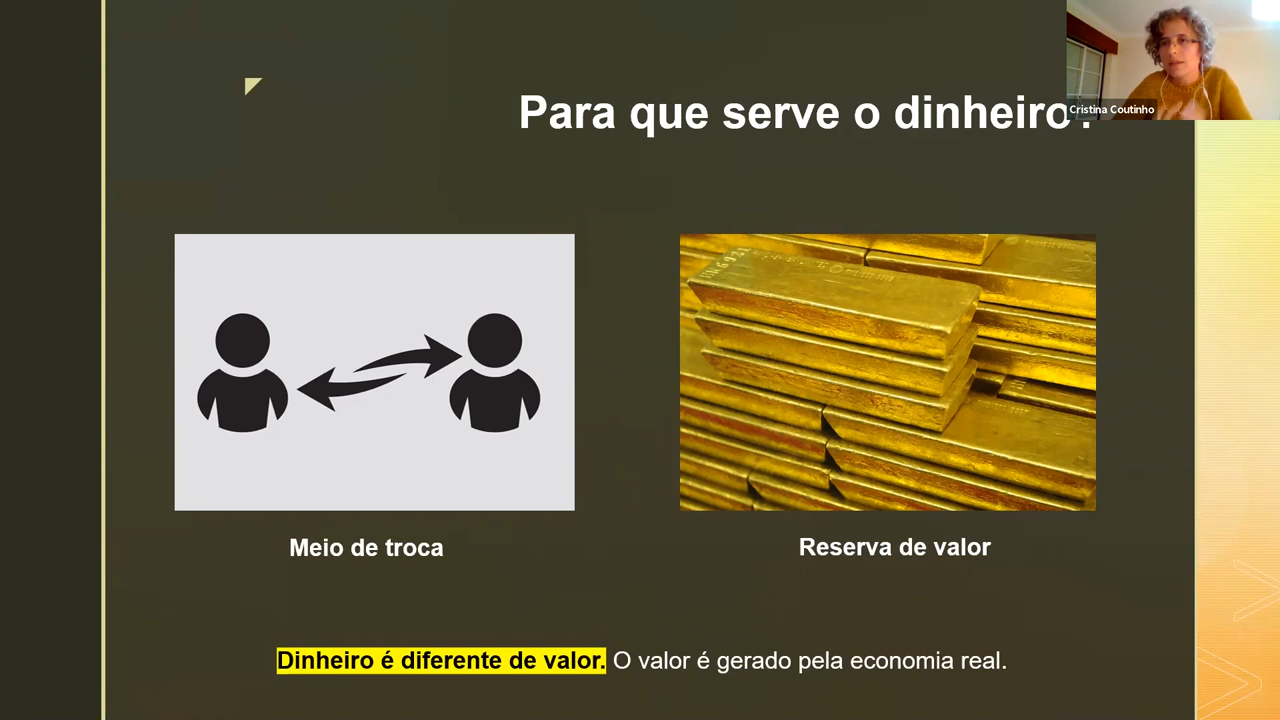 Para que serve o dinheiro?
Cristina Coutinho
Meio de troca
Reserva de valor
Dinheiro é diferente de valor. O valor é gerado pela economia real.